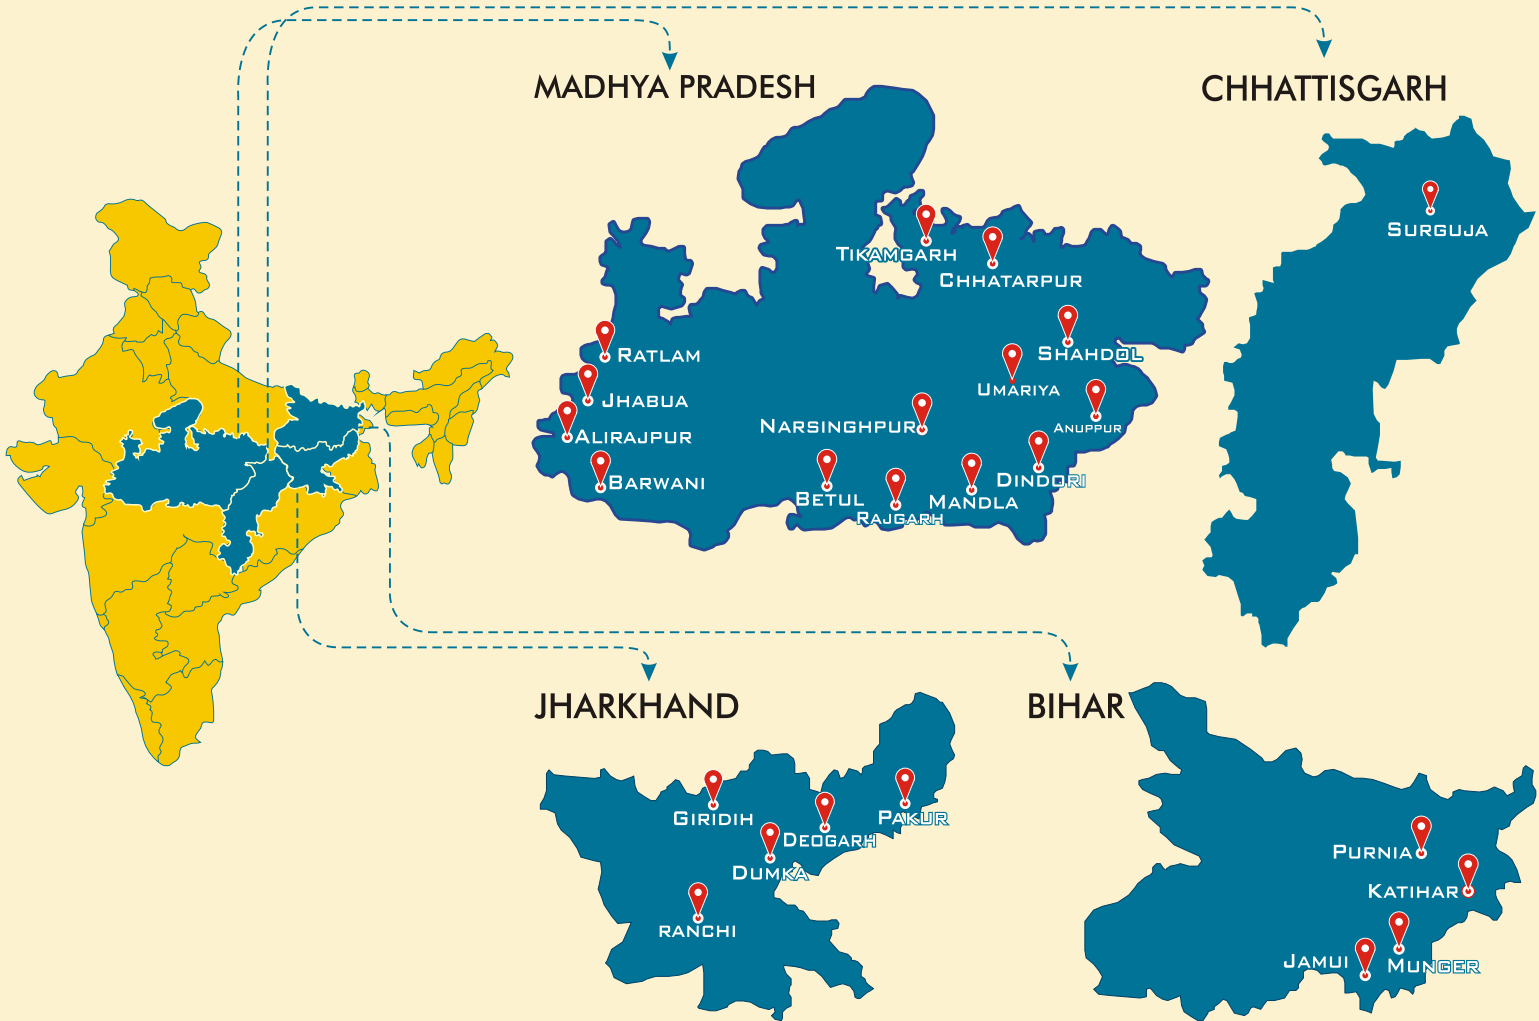 MADHYA PRADESH
CHHATTISGARH
TIKAMGARH
CHHATARPUR
SURGUJA
RATLAM
SHAHDOL
UMARIYA
JHABUA
NARSINGHPUR
ANUPPUR
ALIRAJPUR
BARWANI
DINDORI
BETUL
MANDLA
RAJGARH
JHARKHAND
BIHAR
GIRIDIH
PAKUR
DEOGARH
DUMKA
RANCHI
PURNIA
KATIHAR
JAMUI
MUNGER